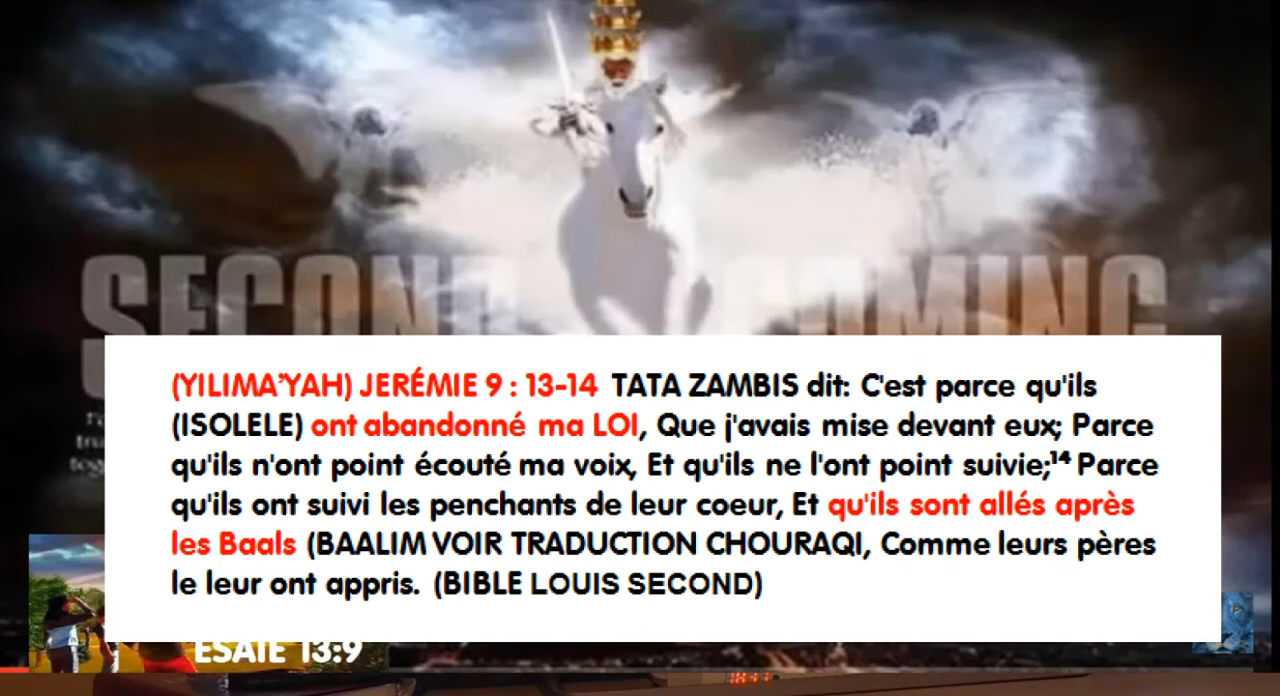 SECOND COMING
(YILIMA'YAH) JERÉMIE 9 : 13-14 TATA ZAMBIS dit: C'est parce qu'ils
(ISOLELE) ont abandonné ma LOI, Que j'avais mise devant eux; Parce
qu'ils n'ont point écouté ma voix, Et qu'ils ne l'ont point suivie;¹⁴ Parce
qu'ils ont suivi les penchants de leur coeur, Et qu'ils sont allés après
les Baals (BAALIM VOIR TRADUCTION CHOURAQI, Comme leurs pères
le leur ont appris. (BIBLE LOUIS SECOND)
ESAIE 13:9